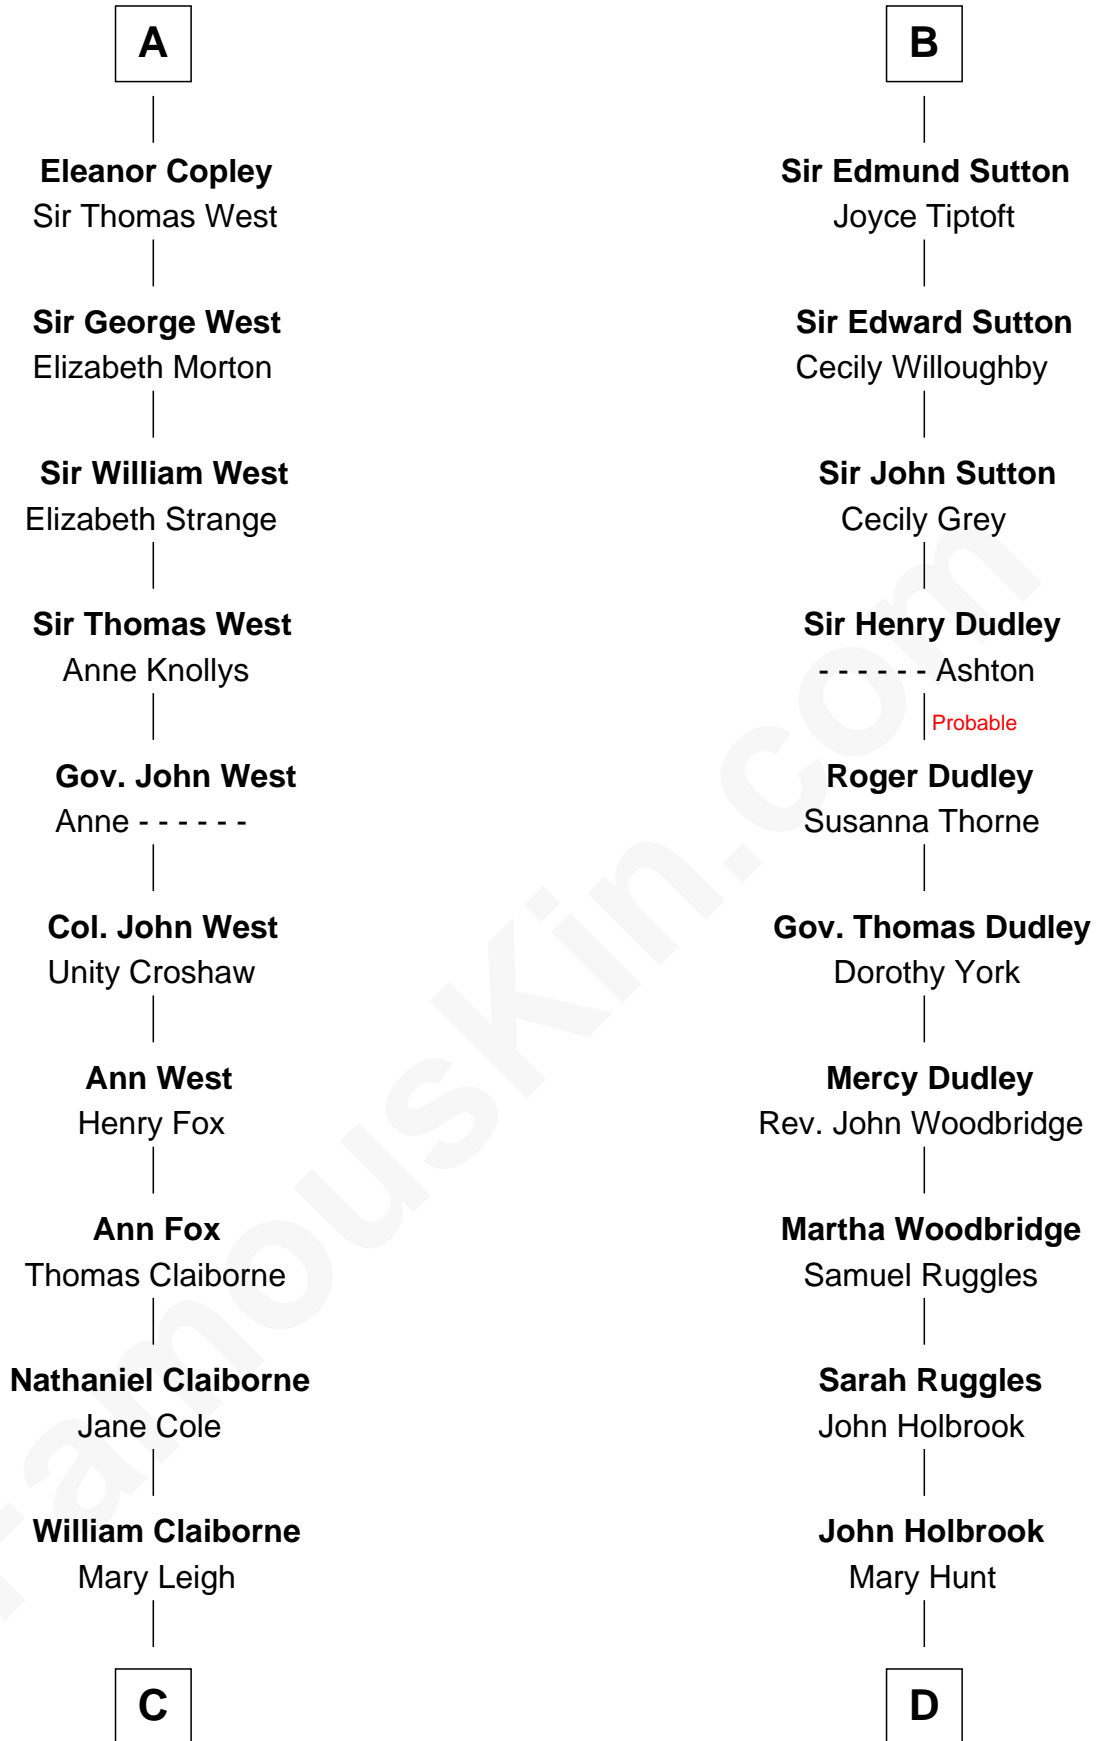 A
Eleanor Copley
Sir Thomas West
Sir George West
Elizabeth Morton
Sir William West
Elizabeth Strange
Sir Thomas West
Anne Knollys
Gov. John West
Anne - - - - - -
Col. John West
Unity Croshaw
Ann West
Henry Fox
Ann Fox
Thomas Claiborne
Nathaniel Claiborne
Jane Cole
William Claiborne
Mary Leigh
C
B
Sir Edmund Sutton
Joyce Tiptoft
Sir Edward Sutton
Cecily Willoughby
Sir John Sutton
Cecily Grey
Sir Henry Dudley
- - - - - - Ashton
Probable
Roger Dudley
Susanna Thorne
Gov. Thomas Dudley
Dorothy York
Mercy Dudley
Rev. John Woodbridge
Martha Woodbridge
Samuel Ruggles
Sarah Ruggles
John Holbrook
John Holbrook
Mary Hunt
D
FamousKin.com